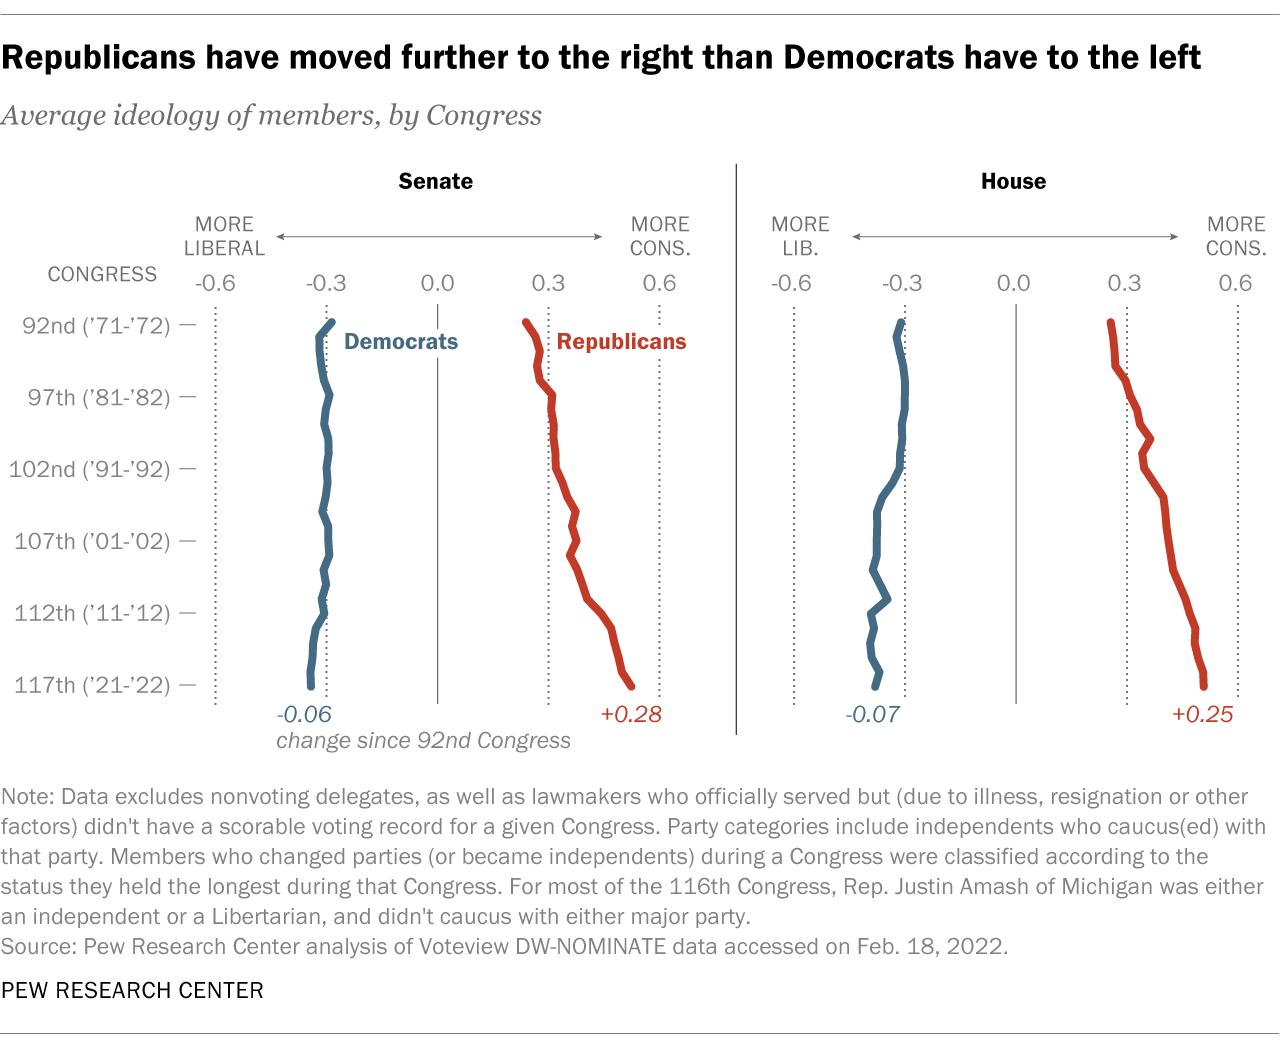 Republicans have moved further to the right than Democrats have to the left
Average ideology of members, by Congress
Senate
House
MORE LIBERAL
MORE CONS.
MORE LIB.
MORE CONS.
CONGRESS
-0.6 -0.3 0.0 0.3 0.6
-0.6 -0.3 0.0 0.3 0.6
92nd (’71-’72)
Democrats
Republicans
97th (’81-’82)
102nd (’91-’92)
107th (’01-’02)
112th (’11-’12)
117th (’21-’22)
-0.06
+0.28
-0.07
+0.25
change since 92nd Congress
Note: Data excludes nonvoting delegates, as well as lawmakers who officially served but (due to illness, resignation or other
factors) didn't have a scorable voting record for a given Congress. Party categories include independents who caucus(ed) with
that party. Members who changed parties (or became independents) during a Congress were classified according to the
status they held the longest during that Congress. For most of the 116th Congress, Rep. Justin Amash of Michigan was either
an independent or a Libertarian, and didn't caucus with either major party.
Source: Pew Research Center analysis of Voteview DW-NOMINATE data accessed on Feb. 18, 2022.
PEW RESEARCH CENTER